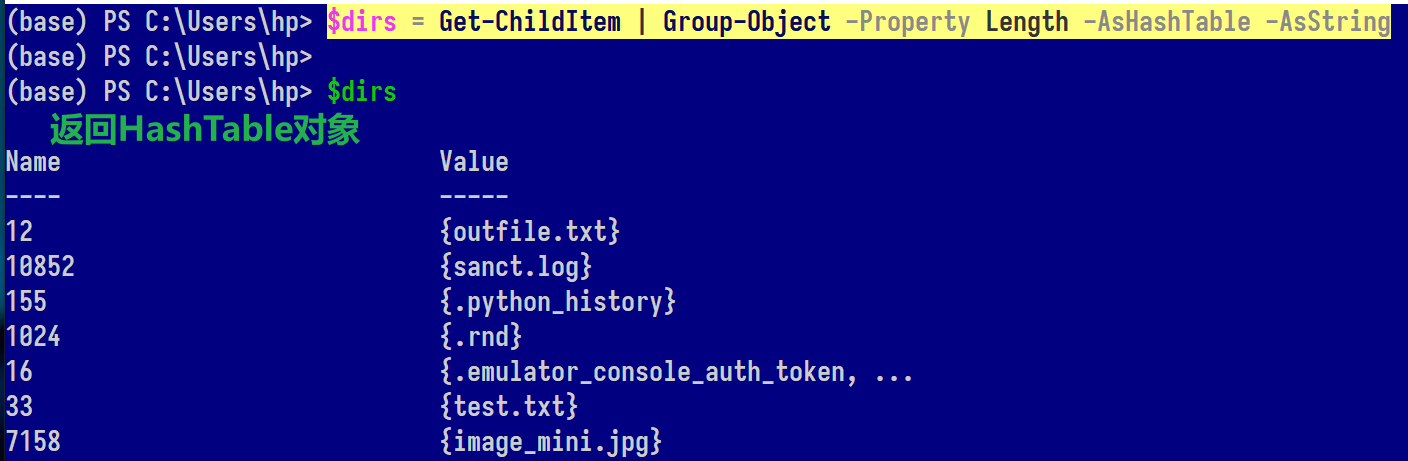 (base) PS C:\Users\hp> $dirs = Get-ChildItem | Group-Object -Property Length -AsHashTable -AsString
(base) PS C:\Users\hp>
(base) PS C:\Users\hp> $dirs
返回HashTable对象
Name Value
---- -----
12 {outfile.txt}
10852 {sanct.log}
155 {.python_history}
1024 {.rnd}
16 {.emulator_console_auth_token, ...
33 {test.txt}
7158 {image_mini.jpg}